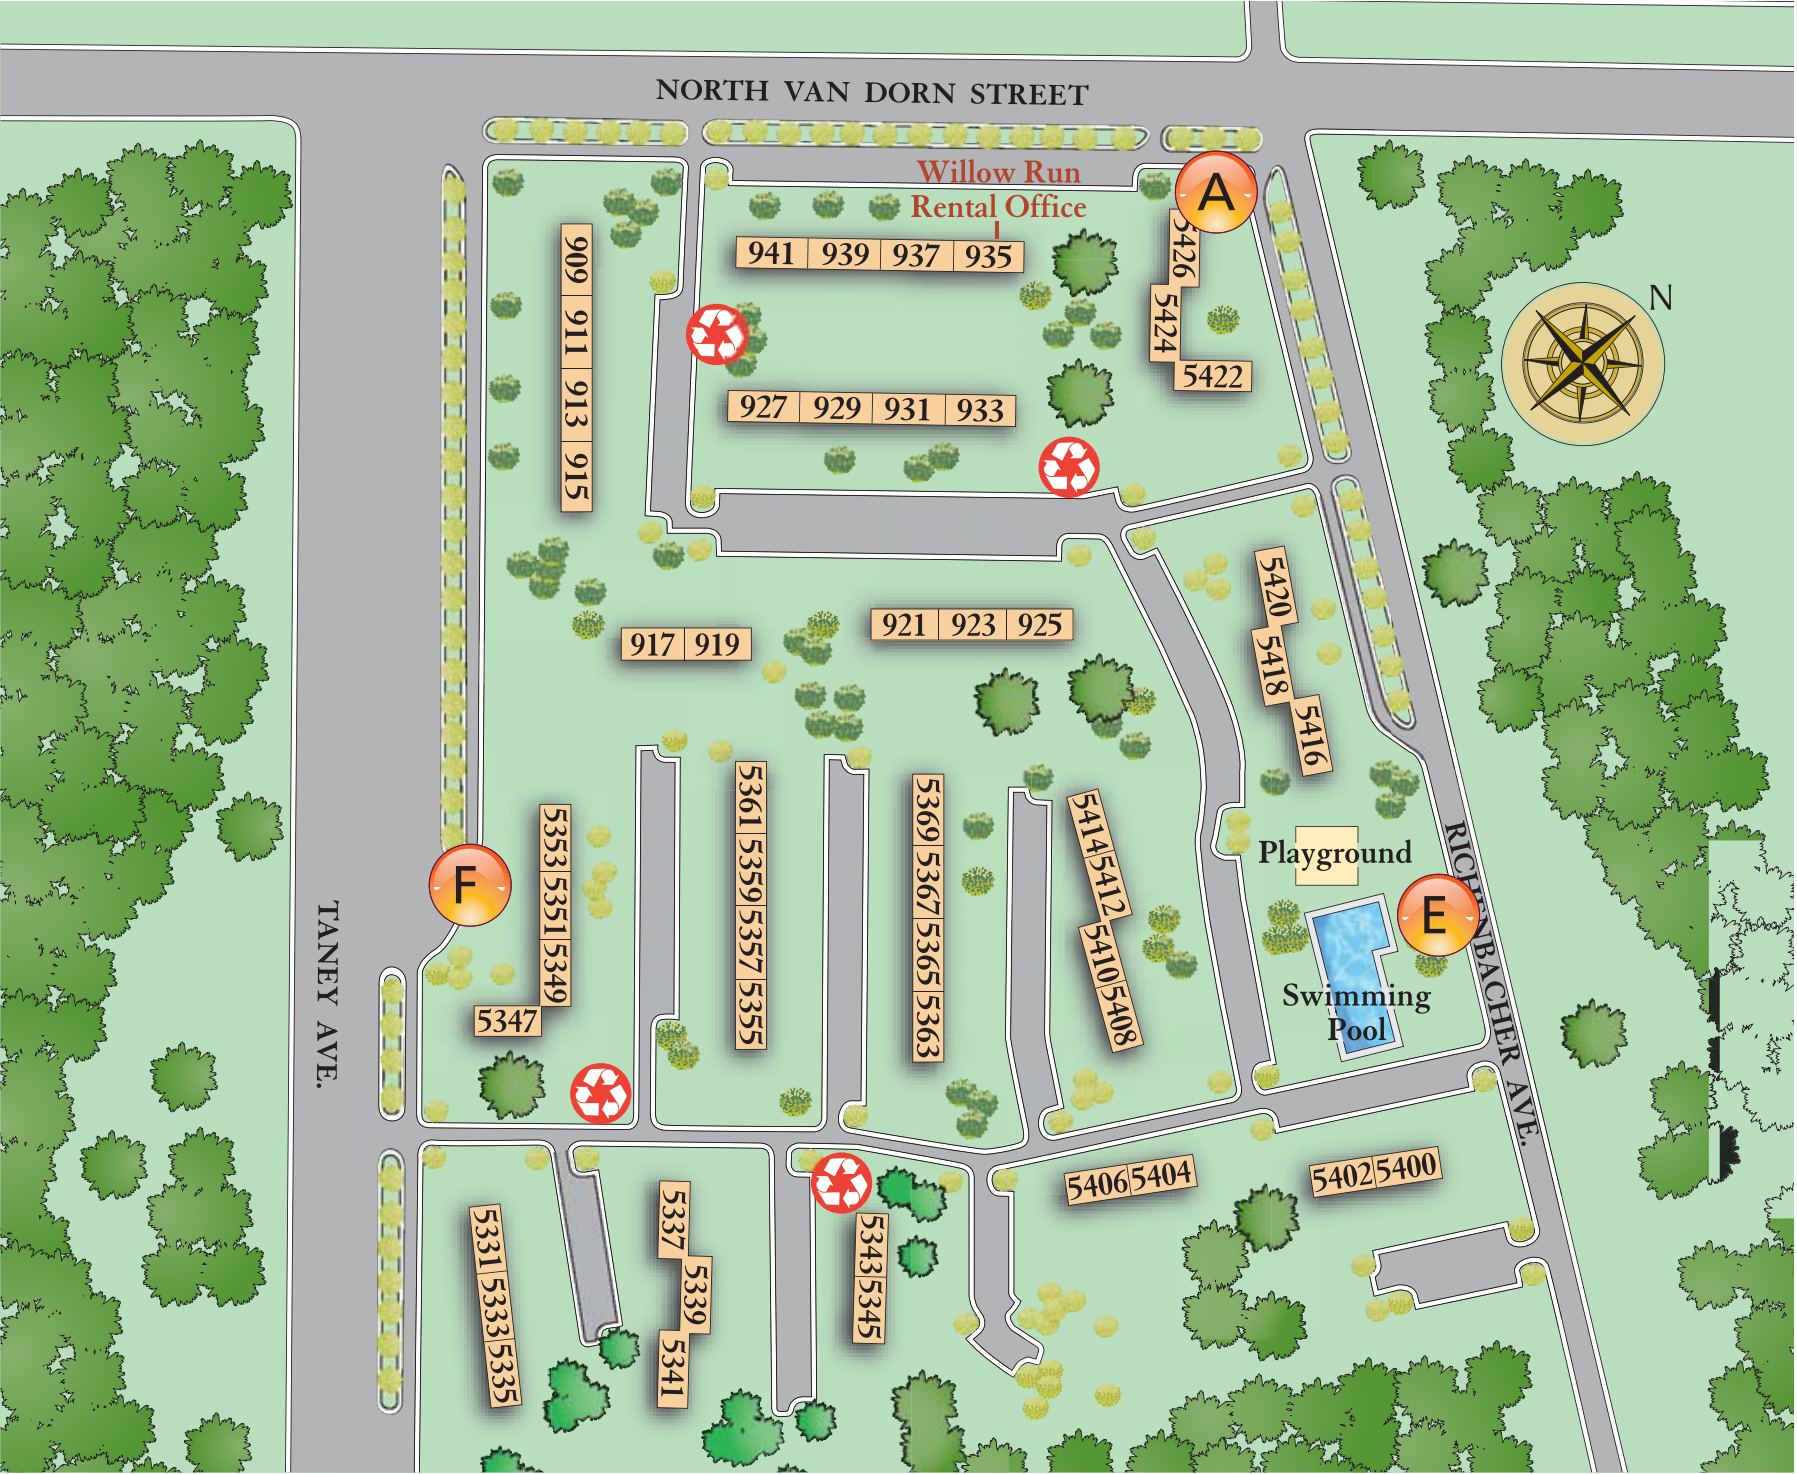 NORTH VAN DORN STREET
Willow Run
Rental Office
A
N
941 939 937 935
5426
5424
5422
909 911 913 915
927 929 931 933
5420
5418
5416
917 919
921 923 925
5361 5359 5357 5355
5369 5367 5365 5363
5414 5412
5410 5408
5353 5351 5349
5347
Playground
F
E
Swimming
Pool
RICHENBACHER AVE.
TANEY AVE.
5406 5404
5402 5400
5331 5333 5335
5337
5339
5341
5343 5345